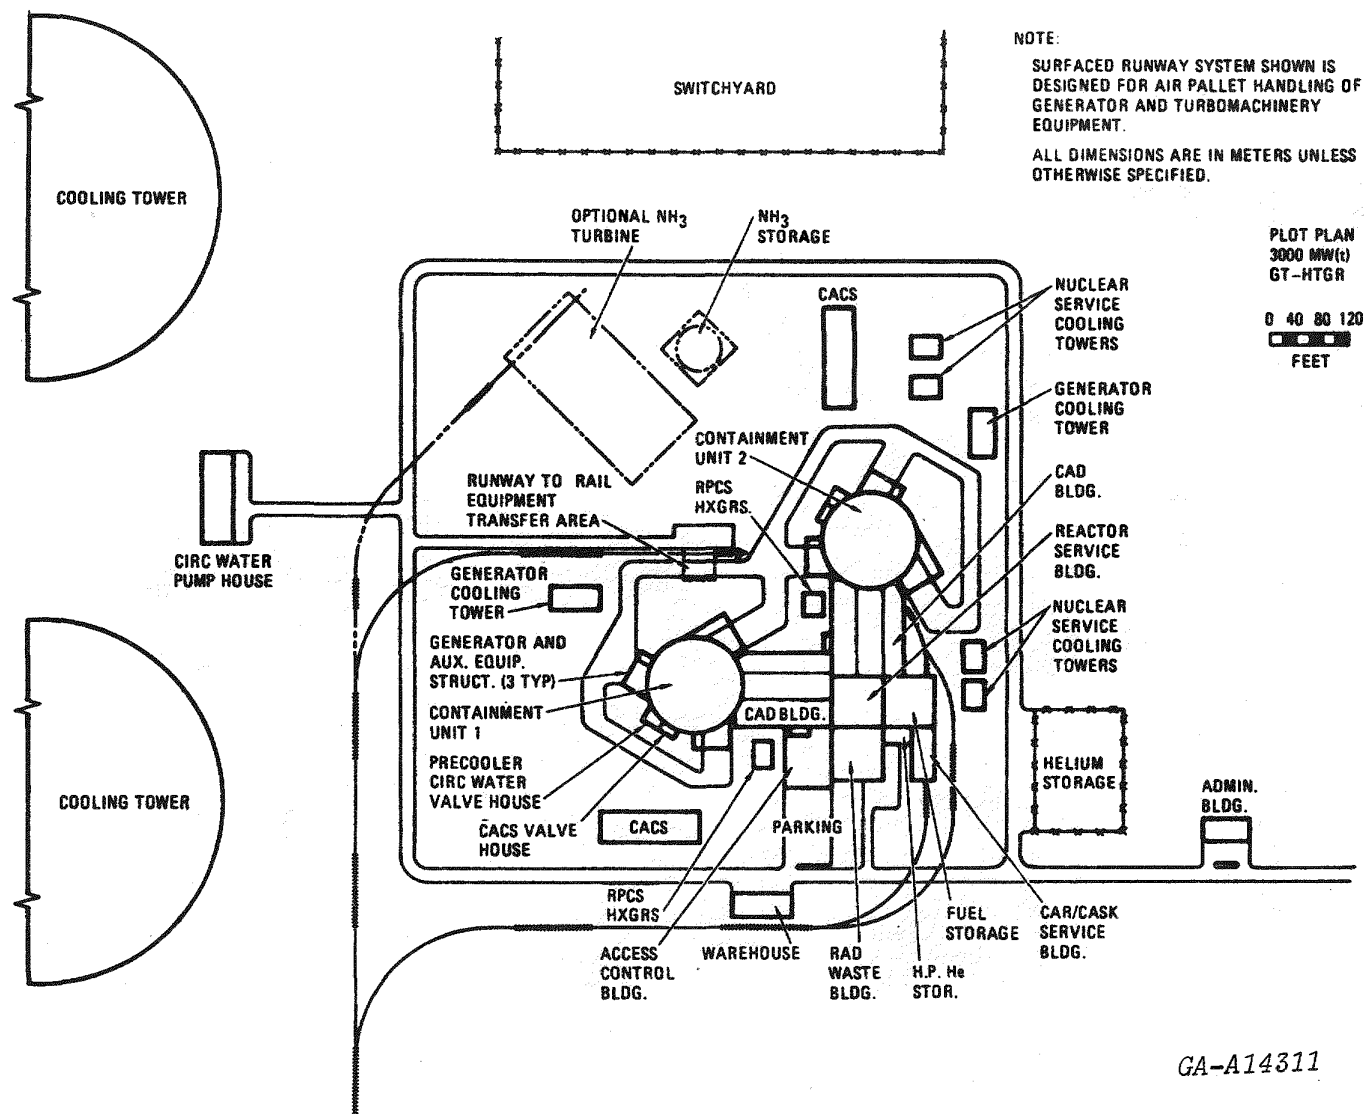 NOTE:
SURFACED RUNWAY SYSTEM SHOWN IS
DESIGNED FOR AIR PALLET HANDLING OF
GENERATOR AND TURBOMACHINERY
EQUIPMENT.
ALL DIMENSIONS ARE IN METERS UNLESS
OTHERWISE SPECIFIED.
SWITCHYARD
COOLING TOWER
OPTIONAL NH3
TURBINE
NH3
STORAGE
PLOT PLAN
3000 MW(t)
GT-HTGR
0 40 80 120
FEET
CACS
NUCLEAR
SERVICE
COOLING
TOWERS
GENERATOR
COOLING
TOWER
CONTAINMENT
UNIT 2
RPCS
HXGRS.
CAD
BLDG.
RUNWAY TO RAIL
EQUIPMENT
TRANSFER AREA
REACTOR
SERVICE
BLDG.
CIRC WATER
PUMP HOUSE
GENERATOR
COOLING
TOWER
NUCLEAR
SERVICE
COOLING
TOWERS
GENERATOR AND
AUX. EQUIP.
STRUCT. (3 TYP)
CONTAINMENT
UNIT 1
CAD BLDG.
PRECOOLER
CIRC WATER
VALVE HOUSE
HELIUM
STORAGE
ADMIN.
BLDG.
COOLING TOWER
CACS VALVE
HOUSE
CACS
PARKING
RPCS
HXGRS
ACCESS
CONTROL
BLDG.
WAREHOUSE
RAD
WASTE
BLDG.
H.P. He
STOR.
FUEL
STORAGE
CAR/CASK
SERVICE
BLDG.
GA-A14311